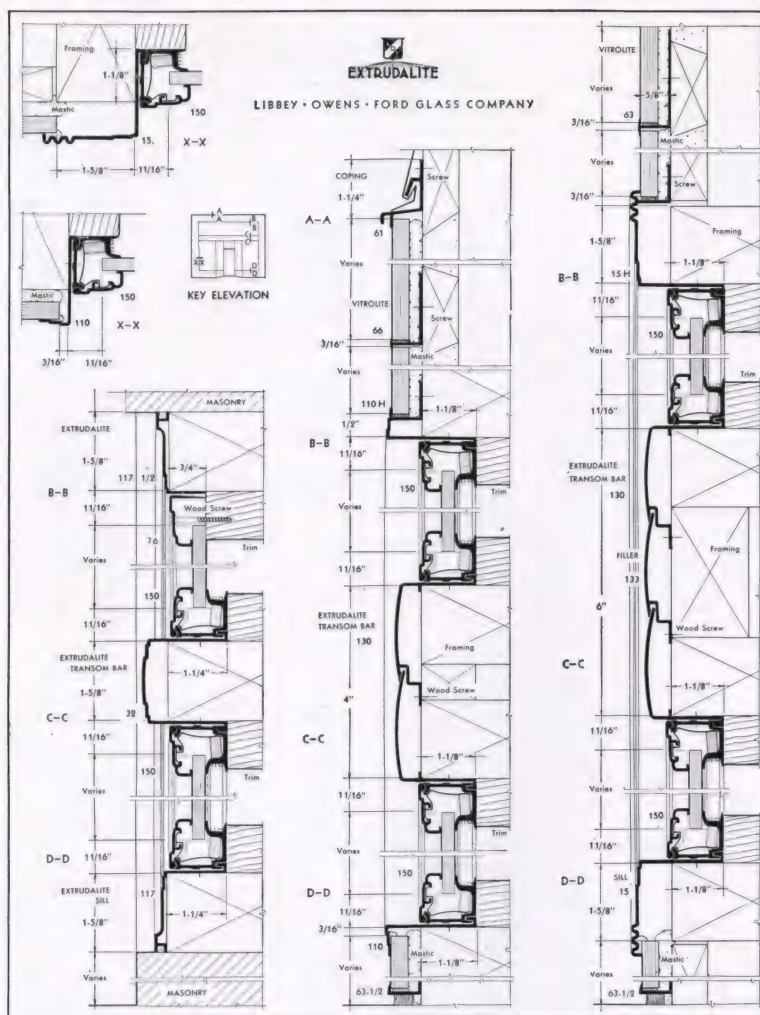 EXTRUDALITE
LIBBEY • OWENS • FORD GLASS COMPANY
Framing
1-1/8"
Mastic
150
15,
X-X
1-5/8"
11/16"
Mastic
150
110
X-X
3/16"
11/16"
A
A
B
B
C
C
X X
D
D
KEY ELEVATION
MASONRY
EXTRUDALITE
1-5/8"
117
1/2
3/4"
B-B
11/16"
Wood Screw
Varies
76
Trim
150
11/16"
EXTRUDALITE
TRANSOM BAR
1-5/8"
1-1/4"
C-C
32
11/16"
150
Varies
Trim
D-D
11/16"
EXTRUDALITE
SILL
117
1-5/8"
1-1/4"
Varies
MASONRY
COPING
1-1/4"
Screw
A-A
61
Varies
VITROLITE
Screw
66
3/16"
Mastic
Varies
110 H
1-1/8"
1/2"
B-B
11/16"
150
Trim
Varies
11/16"
EXTRUDALITE
TRANSOM BAR
130
Framing
4"
Wood Screw
C-C
1-1/8"
11/16"
Trim
Varies
150
D-D
11/16"
3/16"
110
1-1/8"
Mastic
Varies
63-1/2
VITROLITE
Varies
5/8"
63
3/16"
Mastic
Varies
Screw
3/16"
Framing
1-5/8"
1-1/8"
B-B
15 H
11/16"
150
Varies
Trim
11/16"
EXTRUDALITE
TRANSOM BAR
130
FILLER
Framing
133
6"
Wood Screw
C-C
1-1/8"
11/16"
Trim
Varies
150
11/16"
D-D
SILL
15
1-1/8"
1-5/8"
Mastic
Varies
63-1/2